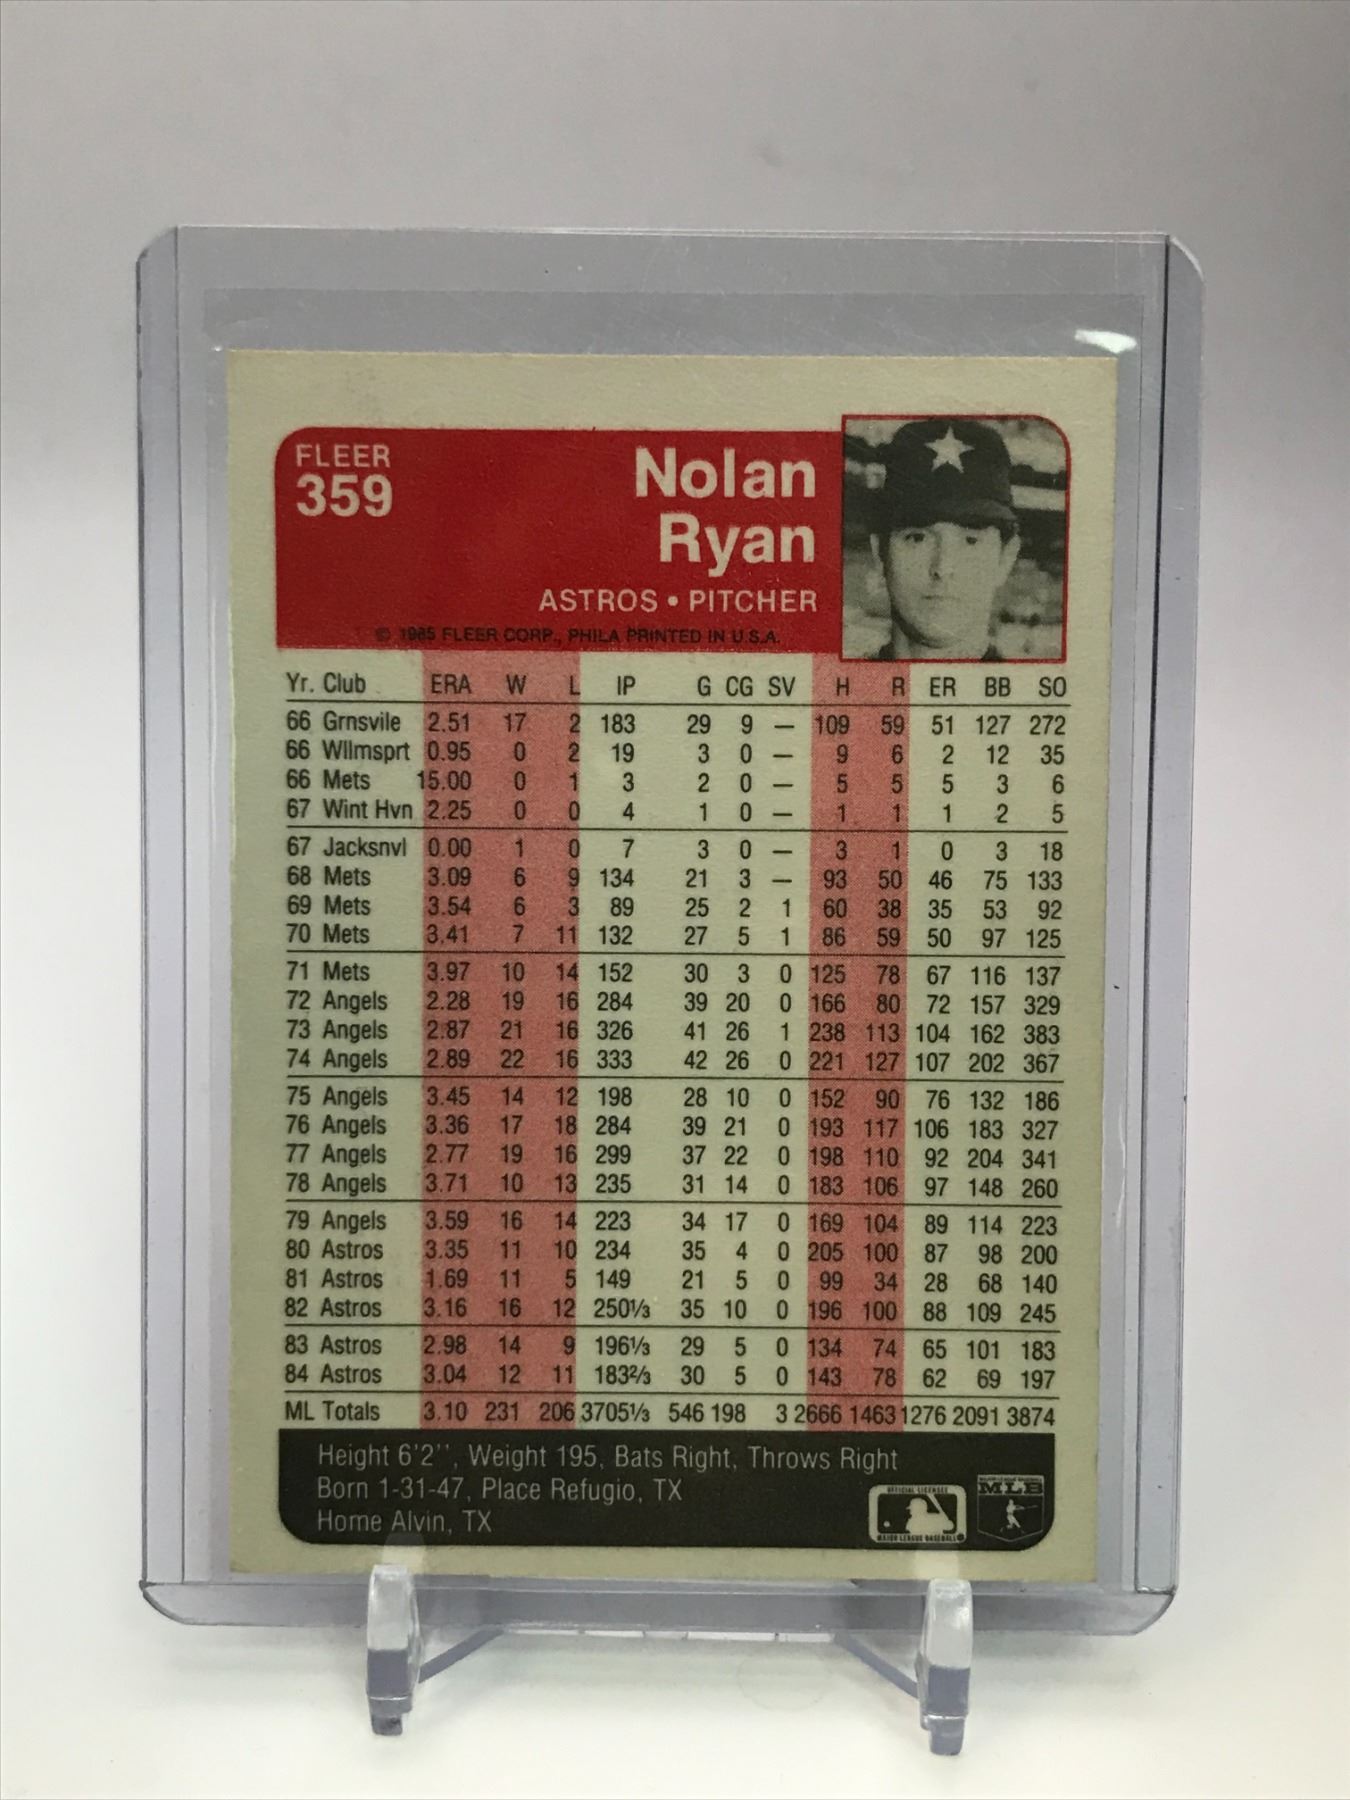 FLEER
359
Nolan
Ryan
ASTROS • PITCHER
© 1985 FLEER CORP., PHILA PRINTED IN U.S.A.
Yr. Club ERA W L IP G CG SV H R ER BB SO
66 Grnsvile 2.51 17 2 183 29 9 — 109 59 51 127 272
66 Wllmsprt 0.95 0 2 19 3 0 — 9 6 2 12 35
66 Mets 15.00 0 1 3 2 0 — 5 5 5 3 6
67 Wint Hvn 2.25 0 0 4 1 0 — 1 1 1 2 5
67 Jacksnvl 0.00 1 0 7 3 0 — 3 1 0 3 18
68 Mets 3.09 6 9 134 21 3 — 93 50 46 75 133
69 Mets 3.54 6 3 89 25 2 1 60 38 35 53 92
70 Mets 3.41 7 11 132 27 5 1 86 59 50 97 125
71 Mets 3.97 10 14 152 30 3 0 125 78 67 116 137
72 Angels 2.28 19 16 284 39 20 0 166 80 72 157 329
73 Angels 2.87 21 16 326 41 26 1 238 113 104 162 383
74 Angels 2.89 22 16 333 42 26 0 221 127 107 202 367
75 Angels 3.45 14 12 198 28 10 0 152 90 76 132 186
76 Angels 3.36 17 18 284 39 21 0 193 117 106 183 327
77 Angels 2.77 19 16 299 37 22 0 198 110 92 204 341
78 Angels 3.71 10 13 235 31 14 0 183 106 97 148 260
79 Angels 3.59 16 14 223 34 17 0 169 104 89 114 223
80 Astros 3.35 11 10 234 35 4 0 205 100 87 98 200
81 Astros 1.69 11 5 149 21 5 0 99 34 28 68 140
82 Astros 3.16 16 12 250⅓ 35 10 0 196 100 88 109 245
83 Astros 2.98 14 9 196⅓ 29 5 0 134 74 65 101 183
84 Astros 3.04 12 11 183⅔ 30 5 0 143 78 62 69 197
ML Totals 3.10 231 206 3705⅓ 546 198 3 2666 1463 1276 2091 3874
Height 6'2'', Weight 195, Bats Right, Throws Right
Born 1-31-47, Place Refugio, TX
Home Alvin, TX
OFFICIAL LICENSEE
MAJOR LEAGUE BASEBALL
MLB